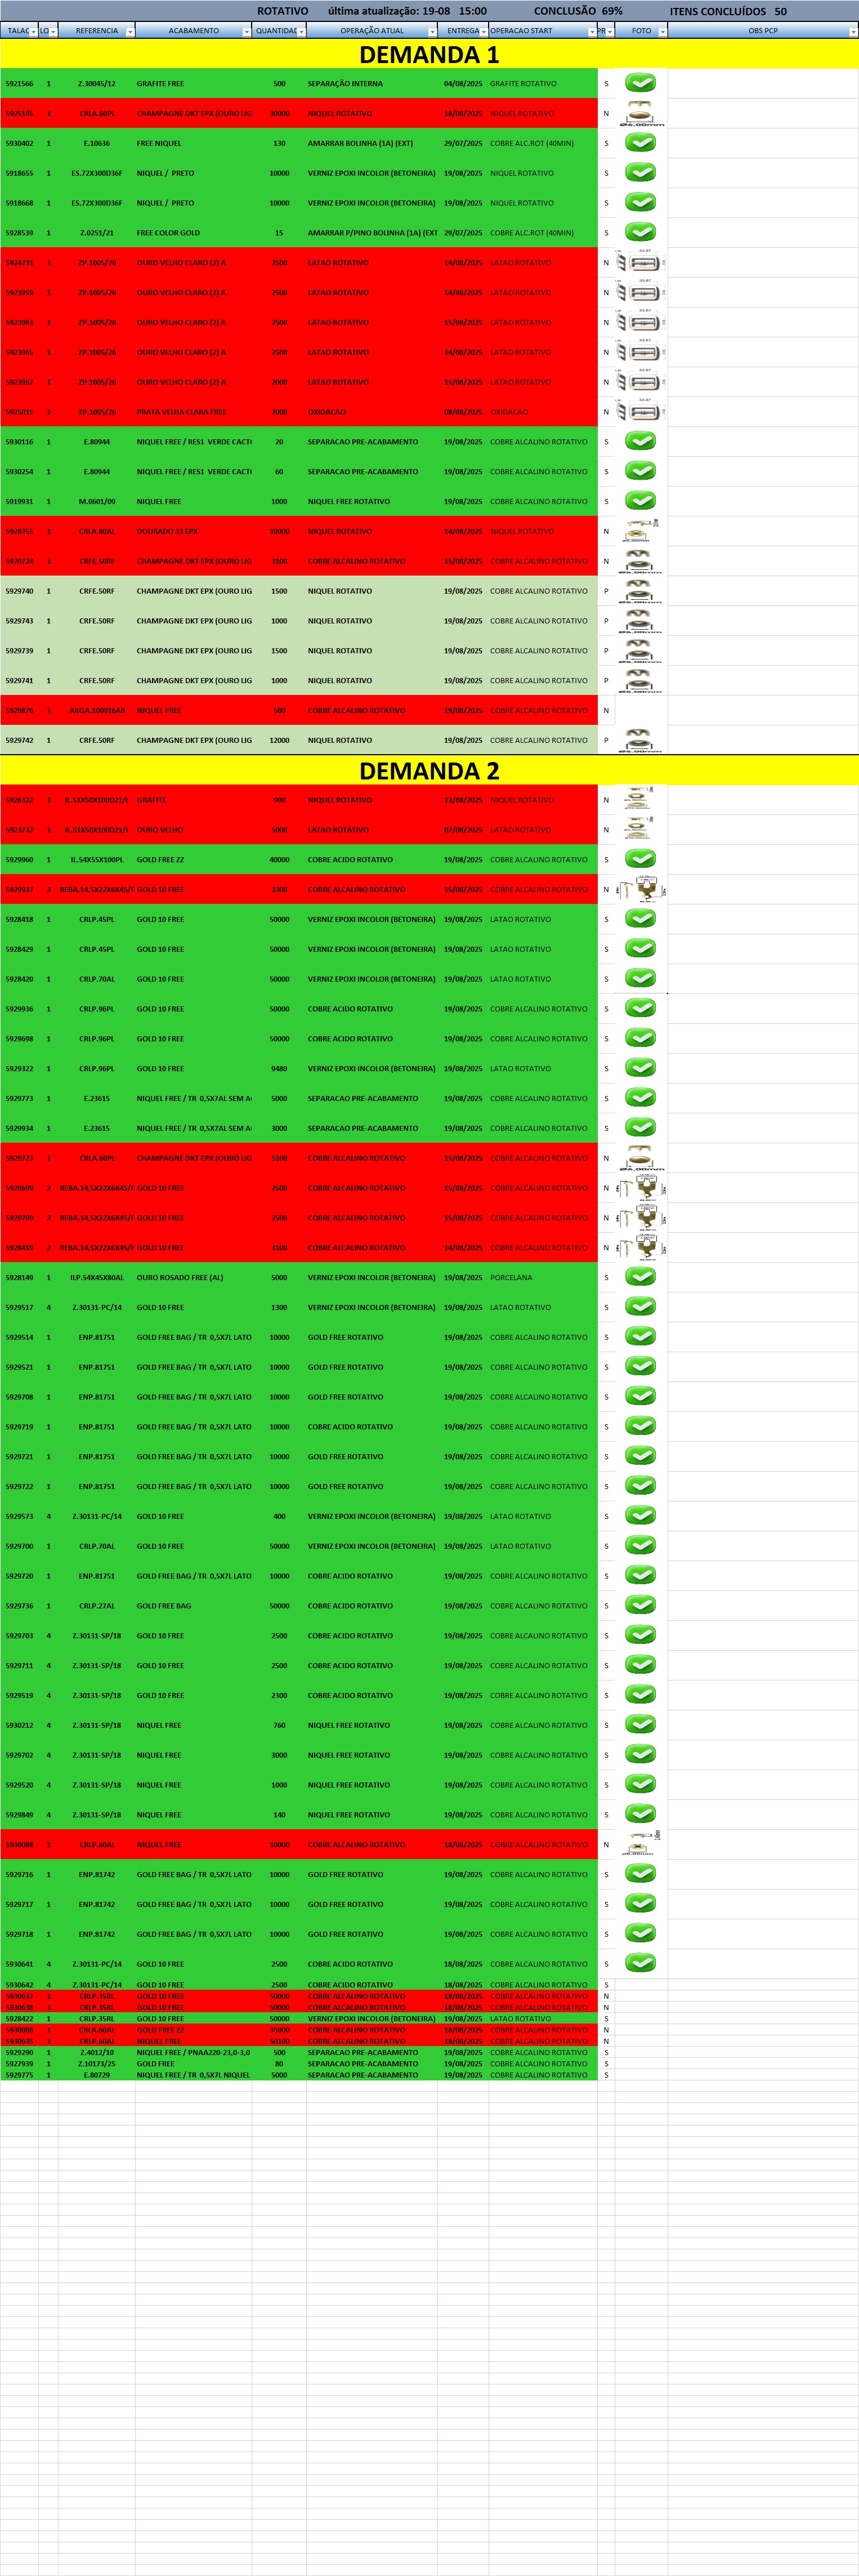 ROTATIVO última atualização: 19-08 15:00 CONCLUSÃO 69% ITENS CONCLUÍDOS 50
TALAC LO REFERENCIA ACABAMENTO QUANTIDAD OPERAÇÃO ATUAL ENTREGA OPERACAO START PR FOTO OBS PCP
DEMANDA 1
5921566 1 Z.30045/12 GRAFITE FREE 500 SEPARAÇÃO INTERNA 04/08/2025 GRAFITE ROTATIVO S
5925145 1 CRLA.60PL CHAMPAGNE DKT EPX (OURO LIG 30000 NIQUEL ROTATIVO 18/08/2025 NIQUEL ROTATIVO N
5930402 1 E.10636 FREE NIQUEL 130 AMARRAR BOLINHA (1A) (EXT) 29/07/2025 COBRE ALC.ROT (40MIN) S
5918655 1 ES.72X300D36F NIQUEL / PRETO 10000 VERNIZ EPOXI INCOLOR (BETONEIRA) 19/08/2025 NIQUEL ROTATIVO S
5918668 1 ES.72X300D36F NIQUEL / PRETO 10000 VERNIZ EPOXI INCOLOR (BETONEIRA) 19/08/2025 NIQUEL ROTATIVO S
5928539 1 Z.0251/21 FREE COLOR GOLD 15 AMARRAR P/PINO BOLINHA (1A) (EXT 29/07/2025 COBRE ALC.ROT (40MIN) S
5924731 1 ZP.1005/26 OURO VELHO CLARO (2) A 2500 LATAO ROTATIVO 14/08/2025 LATAO ROTATIVO N
5923959 1 ZP.1005/26 OURO VELHO CLARO (2) A 2500 LATAO ROTATIVO 14/08/2025 LATAO ROTATIVO N
5923963 1 ZP.1005/26 OURO VELHO CLARO (2) A 2500 LATAO ROTATIVO 15/08/2025 LATAO ROTATIVO N
5923965 1 ZP.1005/26 OURO VELHO CLARO (2) A 2500 LATAO ROTATIVO 14/08/2025 LATAO ROTATIVO N
5923967 1 ZP.1005/26 OURO VELHO CLARO (2) A 2000 LATAO ROTATIVO 15/08/2025 LATAO ROTATIVO N
5925015 1 ZP.1005/26 PRATA VELHA CLARA FREE 2000 OXIDACAO 08/08/2025 OXIDACAO N
5930116 1 E.80944 NIQUEL FREE / RES1 VERDE CACT 20 SEPARACAO PRE-ACABAMENTO 19/08/2025 COBRE ALCALINO ROTATIVO S
5930254 1 E.80944 NIQUEL FREE / RES1 VERDE CACT 60 SEPARACAO PRE-ACABAMENTO 19/08/2025 COBRE ALCALINO ROTATIVO S
5919931 1 M.0601/09 NIQUEL FREE 1000 NIQUEL FREE ROTATIVO 19/08/2025 COBRE ALCALINO ROTATIVO S
5928355 1 CRLA.80AL DOURADO 33 EPX 10000 NIQUEL ROTATIVO 14/08/2025 NIQUEL ROTATIVO N
5929724 1 CRFE.50RF CHAMPAGNE DKT EPX (OURO LIG 3100 COBRE ALCALINO ROTATIVO 15/08/2025 COBRE ALCALINO ROTATIVO N
5929740 1 CRFE.50RF CHAMPAGNE DKT EPX (OURO LIG 1500 NIQUEL ROTATIVO 19/08/2025 COBRE ALCALINO ROTATIVO P
5929743 1 CRFE.50RF CHAMPAGNE DKT EPX (OURO LIG 1000 NIQUEL ROTATIVO 19/08/2025 COBRE ALCALINO ROTATIVO P
5929739 1 CRFE.50RF CHAMPAGNE DKT EPX (OURO LIG 1500 NIQUEL ROTATIVO 19/08/2025 COBRE ALCALINO ROTATIVO P
5929741 1 CRFE.50RF CHAMPAGNE DKT EPX (OURO LIG 1000 NIQUEL ROTATIVO 19/08/2025 COBRE ALCALINO ROTATIVO P
5929876 1 ARGA.100916AB NIQUEL FREE 500 COBRE ALCALINO ROTATIVO 19/08/2025 COBRE ALCALINO ROTATIVO N
5929742 1 CRFE.50RF CHAMPAGNE DKT EPX (OURO LIG 12000 NIQUEL ROTATIVO 19/08/2025 COBRE ALCALINO ROTATIVO P
DEMANDA 2
5926322 1 IL.51X50X100D21/L GRAFITE 900 NIQUEL ROTATIVO 13/08/2025 NIQUEL ROTATIVO N
5923732 1 IL.51X50X100D21/L OURO VELHO 5000 LATAO ROTATIVO 07/08/2025 LATAO ROTATIVO N
5929960 1 IL.54X55X100PL GOLD FREE ZZ 40000 COBRE ACIDO ROTATIVO 19/08/2025 COBRE ALCALINO ROTATIVO S
5929937 2 REBA.14,5X22X6X45/F GOLD 10 FREE 3300 COBRE ALCALINO ROTATIVO 15/08/2025 COBRE ALCALINO ROTATIVO N
5928418 1 CRLP.45PL GOLD 10 FREE 50000 VERNIZ EPOXI INCOLOR (BETONEIRA) 19/08/2025 LATAO ROTATIVO S
5928429 1 CRLP.45PL GOLD 10 FREE 50000 VERNIZ EPOXI INCOLOR (BETONEIRA) 19/08/2025 LATAO ROTATIVO S
5928420 1 CRLP.70AL GOLD 10 FREE 50000 VERNIZ EPOXI INCOLOR (BETONEIRA) 19/08/2025 LATAO ROTATIVO S
5929936 1 CRLP.96PL GOLD 10 FREE 50000 COBRE ACIDO ROTATIVO 19/08/2025 COBRE ALCALINO ROTATIVO S
5929698 1 CRLP.96PL GOLD 10 FREE 50000 COBRE ACIDO ROTATIVO 19/08/2025 COBRE ALCALINO ROTATIVO S
5929322 1 CRLP.96PL GOLD 10 FREE 9480 VERNIZ EPOXI INCOLOR (BETONEIRA) 19/08/2025 LATAO ROTATIVO S
5929773 1 E.23615 NIQUEL FREE / TR 0,5X7AL SEM A 5000 SEPARACAO PRE-ACABAMENTO 19/08/2025 COBRE ALCALINO ROTATIVO S
5929934 1 E.23615 NIQUEL FREE / TR 0,5X7AL SEM A 3000 SEPARACAO PRE-ACABAMENTO 19/08/2025 COBRE ALCALINO ROTATIVO S
5929723 1 CRLA.60PL CHAMPAGNE DKT EPX (OURO LIG 5100 COBRE ALCALINO ROTATIVO 15/08/2025 COBRE ALCALINO ROTATIVO N
5929699 2 REBA.14,5X22X6X45/F GOLD 10 FREE 2500 COBRE ALCALINO ROTATIVO 15/08/2025 COBRE ALCALINO ROTATIVO N
5929709 2 REBA.14,5X22X6X45/F GOLD 10 FREE 2500 COBRE ALCALINO ROTATIVO 15/08/2025 COBRE ALCALINO ROTATIVO N
5928419 2 REBA.14,5X22X6X45/F GOLD 10 FREE 3100 COBRE ALCALINO ROTATIVO 14/08/2025 COBRE ALCALINO ROTATIVO N
5928149 1 ILP.54X45X80AL OURO ROSADO FREE (AL) 5000 VERNIZ EPOXI INCOLOR (BETONEIRA) 19/08/2025 PORCELANA S
5929517 4 Z.30131-PC/14 GOLD 10 FREE 1300 VERNIZ EPOXI INCOLOR (BETONEIRA) 19/08/2025 LATAO ROTATIVO S
5929514 1 ENP.81751 GOLD FREE BAG / TR 0,5X7L LATO 10000 GOLD FREE ROTATIVO 19/08/2025 COBRE ALCALINO ROTATIVO S
5929521 1 ENP.81751 GOLD FREE BAG / TR 0,5X7L LATO 10000 GOLD FREE ROTATIVO 19/08/2025 COBRE ALCALINO ROTATIVO S
5929708 1 ENP.81751 GOLD FREE BAG / TR 0,5X7L LATO 10000 GOLD FREE ROTATIVO 19/08/2025 COBRE ALCALINO ROTATIVO S
5929719 1 ENP.81751 GOLD FREE BAG / TR 0,5X7L LATO 10000 COBRE ACIDO ROTATIVO 19/08/2025 COBRE ALCALINO ROTATIVO S
5929721 1 ENP.81751 GOLD FREE BAG / TR 0,5X7L LATO 10000 GOLD FREE ROTATIVO 19/08/2025 COBRE ALCALINO ROTATIVO S
5929722 1 ENP.81751 GOLD FREE BAG / TR 0,5X7L LATO 10000 GOLD FREE ROTATIVO 19/08/2025 COBRE ALCALINO ROTATIVO S
5929573 4 Z.30131-PC/14 GOLD 10 FREE 400 VERNIZ EPOXI INCOLOR (BETONEIRA) 19/08/2025 LATAO ROTATIVO S
5929700 1 CRLP.70AL GOLD 10 FREE 50000 VERNIZ EPOXI INCOLOR (BETONEIRA) 19/08/2025 LATAO ROTATIVO S
5929720 1 ENP.81751 GOLD FREE BAG / TR 0,5X7L LATO 10000 COBRE ACIDO ROTATIVO 19/08/2025 COBRE ALCALINO ROTATIVO S
5929736 1 CRLP.27AL GOLD FREE BAG 50000 COBRE ACIDO ROTATIVO 19/08/2025 COBRE ALCALINO ROTATIVO S
5929703 4 Z.30131-SP/18 GOLD 10 FREE 2500 COBRE ACIDO ROTATIVO 19/08/2025 COBRE ALCALINO ROTATIVO S
5929711 4 Z.30131-SP/18 GOLD 10 FREE 2500 COBRE ACIDO ROTATIVO 19/08/2025 COBRE ALCALINO ROTATIVO S
5929519 4 Z.30131-SP/18 GOLD 10 FREE 2300 COBRE ACIDO ROTATIVO 19/08/2025 COBRE ALCALINO ROTATIVO S
5930212 4 Z.30131-SP/18 NIQUEL FREE 760 NIQUEL FREE ROTATIVO 19/08/2025 COBRE ALCALINO ROTATIVO S
5929702 4 Z.30131-SP/18 NIQUEL FREE 3000 NIQUEL FREE ROTATIVO 19/08/2025 COBRE ALCALINO ROTATIVO S
5929520 4 Z.30131-SP/18 NIQUEL FREE 1000 NIQUEL FREE ROTATIVO 19/08/2025 COBRE ALCALINO ROTATIVO S
5929849 4 Z.30131-SP/18 NIQUEL FREE 140 NIQUEL FREE ROTATIVO 19/08/2025 COBRE ALCALINO ROTATIVO S
5930088 1 CRLP.60AL NIQUEL FREE 10000 COBRE ALCALINO ROTATIVO 18/08/2025 COBRE ALCALINO ROTATIVO N
5929716 1 ENP.81742 GOLD FREE BAG / TR 0,5X7L LATO 10000 GOLD FREE ROTATIVO 19/08/2025 COBRE ALCALINO ROTATIVO S
5929717 1 ENP.81742 GOLD FREE BAG / TR 0,5X7L LATO 10000 GOLD FREE ROTATIVO 19/08/2025 COBRE ALCALINO ROTATIVO S
5929718 1 ENP.81742 GOLD FREE BAG / TR 0,5X7L LATO 10000 GOLD FREE ROTATIVO 19/08/2025 COBRE ALCALINO ROTATIVO S
5930641 4 Z.30131-PC/14 GOLD 10 FREE 2500 COBRE ACIDO ROTATIVO 18/08/2025 COBRE ALCALINO ROTATIVO S
5930642 4 Z.30131-PC/14 GOLD 10 FREE 2500 COBRE ACIDO ROTATIVO 18/08/2025 COBRE ALCALINO ROTATIVO S
5930637 1 CRLP.35RL GOLD 10 FREE 50000 COBRE ALCALINO ROTATIVO 18/08/2025 COBRE ALCALINO ROTATIVO N
5930638 1 CRLP.35RL GOLD 10 FREE 50000 COBRE ALCALINO ROTATIVO 18/08/2025 COBRE ALCALINO ROTATIVO N
5928422 1 CRLP.35RL GOLD 10 FREE 50000 VERNIZ EPOXI INCOLOR (BETONEIRA) 19/08/2025 LATAO ROTATIVO S
5930086 1 CRLA.60AL GOLD FREE ZZ 35000 COBRE ALCALINO ROTATIVO 18/08/2025 COBRE ALCALINO ROTATIVO N
5930635 1 CRLP.60AL NIQUEL FREE 50100 COBRE ALCALINO ROTATIVO 18/08/2025 COBRE ALCALINO ROTATIVO N
5929290 1 Z.4012/10 NIQUEL FREE / PNAA220-23,0-3,0 500 SEPARACAO PRE-ACABAMENTO 19/08/2025 COBRE ALCALINO ROTATIVO S
5927939 1 Z.10173/25 GOLD FREE 80 SEPARACAO PRE-ACABAMENTO 19/08/2025 COBRE ALCALINO ROTATIVO S
5929775 1 E.80729 NIQUEL FREE / TR 0,5X7L NIQUEL 5000 SEPARACAO PRE-ACABAMENTO 19/08/2025 COBRE ALCALINO ROTATIVO S